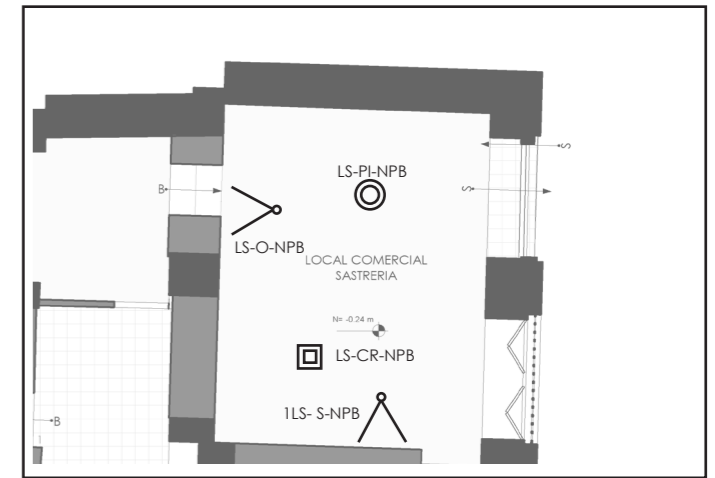 S
LS-PI-NPB
B
S
LS-O-NPB
LOCAL COMERCIAL
SASTRERIA
N= -0.24 m
LS-CR-NPB
1LS- S-NPB
B